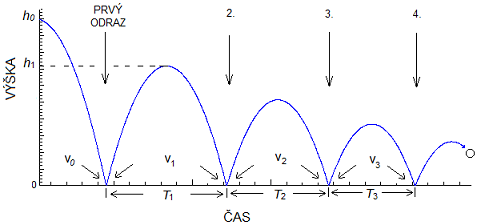 PRVÝ
ODRAZ
2.
3.
4.
h0
h1
VÝŠKA
v0
v1
v2
v3
0
T1
T2
T3
ČAS